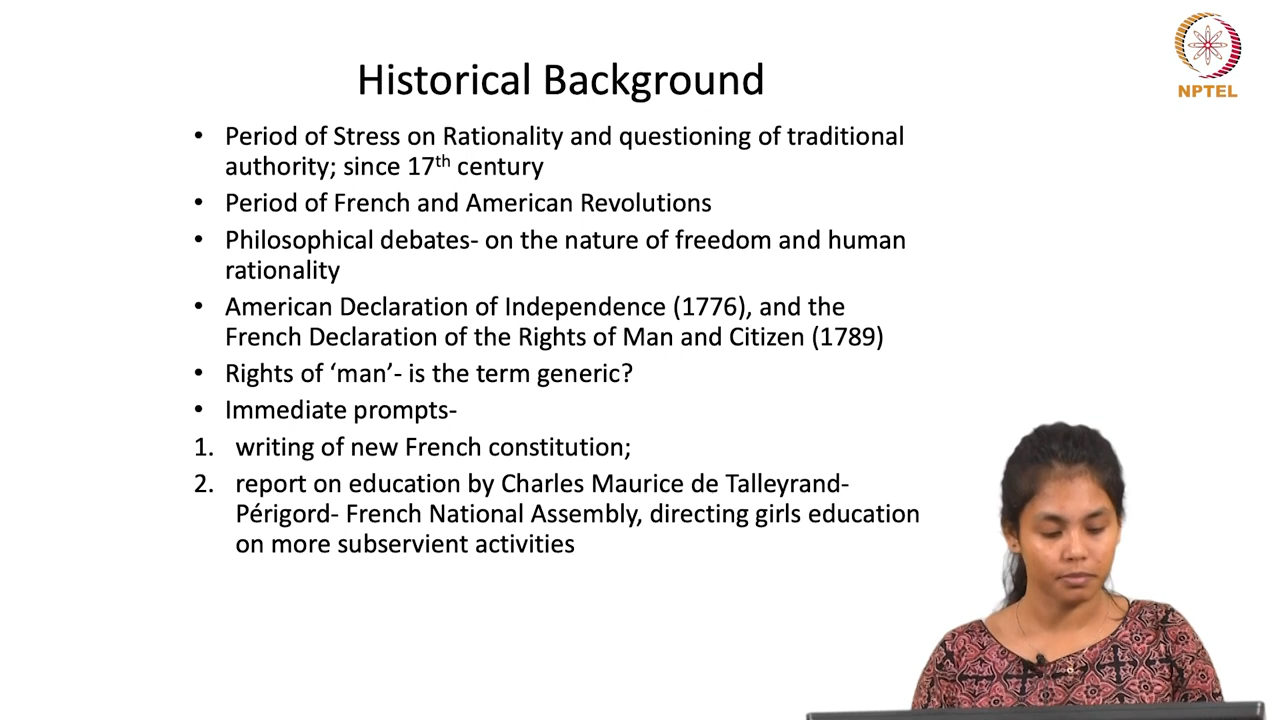 NPTEL
Historical Background
• Period of Stress on Rationality and questioning of traditional
authority; since 17th century
• Period of French and American Revolutions
• Philosophical debates- on the nature of freedom and human
rationality
• American Declaration of Independence (1776), and the
French Declaration of the Rights of Man and Citizen (1789)
• Rights of ‘man’- is the term generic?
• Immediate prompts-
1. writing of new French constitution;
2. report on education by Charles Maurice de Talleyrand-
Périgord- French National Assembly, directing girls education
on more subservient activities